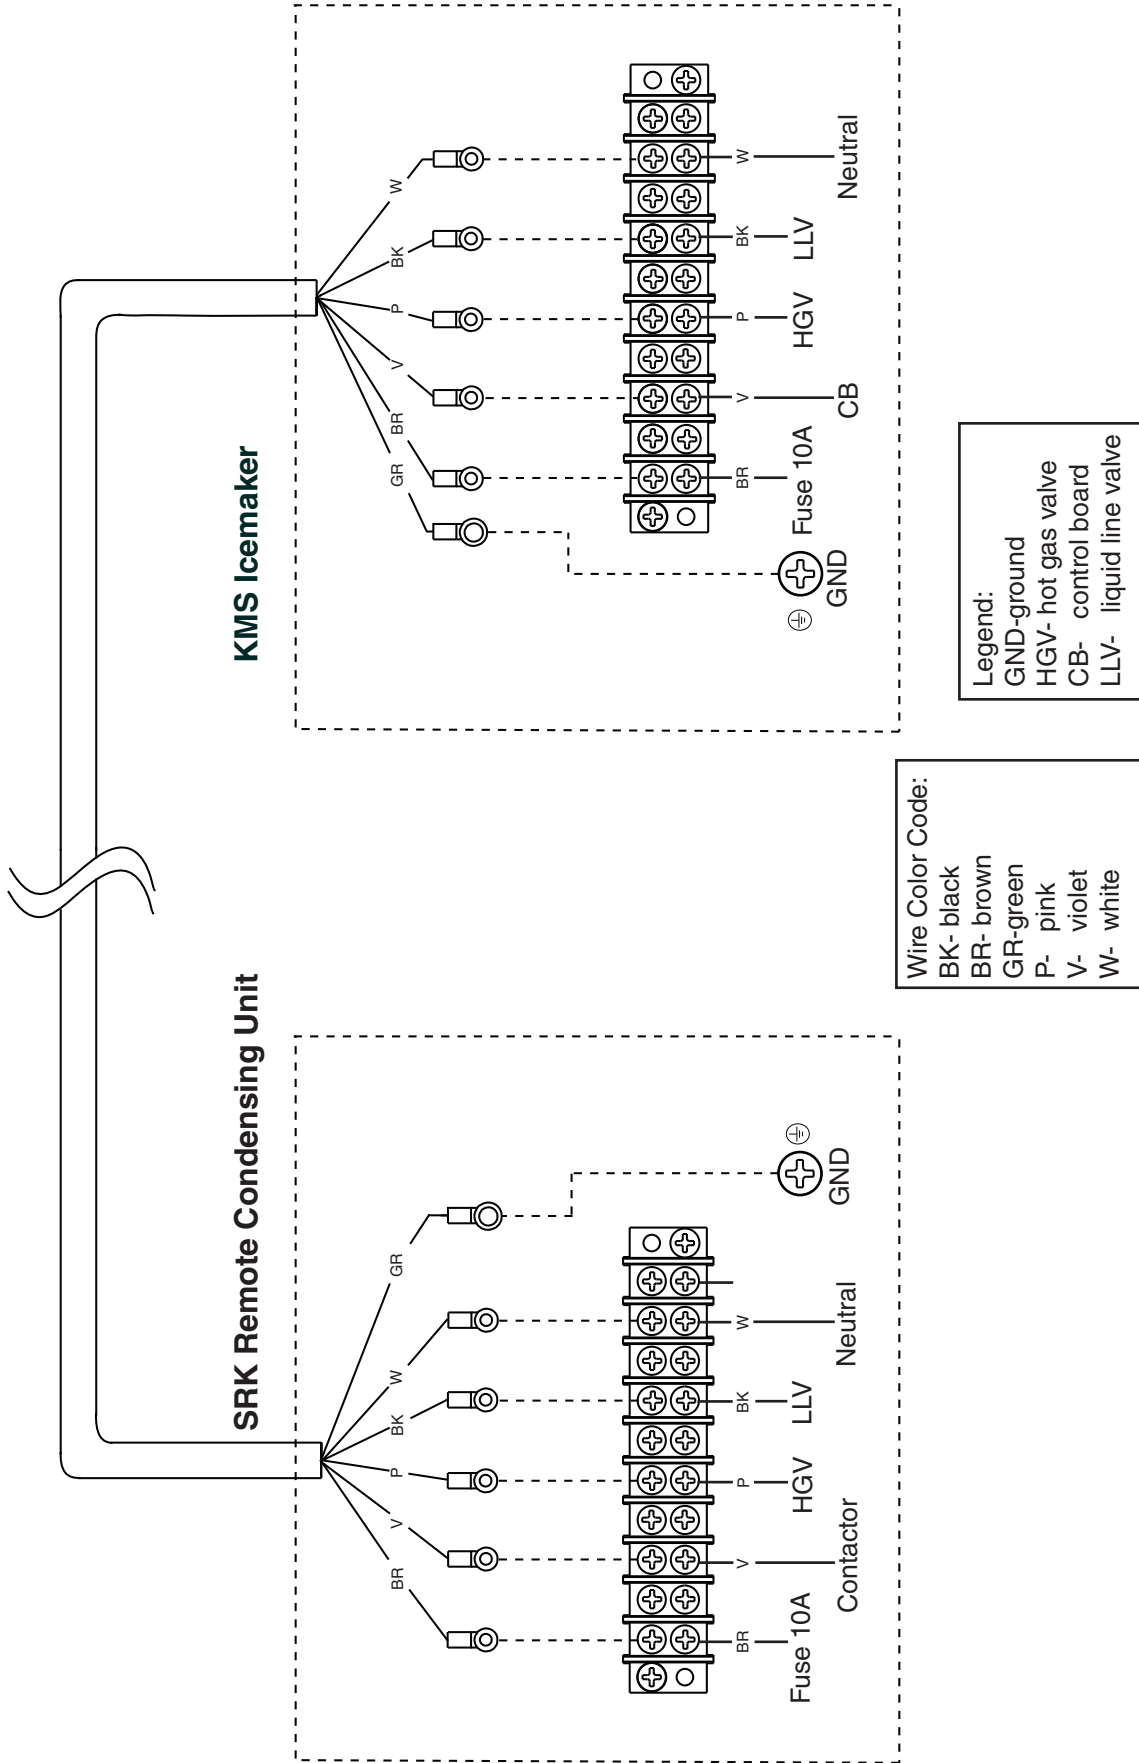 SRK Remote Condensing Unit
BR
V
P
BK
W
GR
BR
V
P
BK
W
Fuse 10A
Contactor
HGV
LLV
Neutral
GND
KMS Icemaker
GR
BR
V
P
BK
W
BR
V
P
BK
W
GND
Fuse 10A
CB
HGV
LLV
Neutral
Wire Color Code:
BK- black
BR- brown
GR-green
P- pink
V- violet
W- white
Legend:
GND-ground
HGV- hot gas valve
CB- control board
LLV- liquid line valve